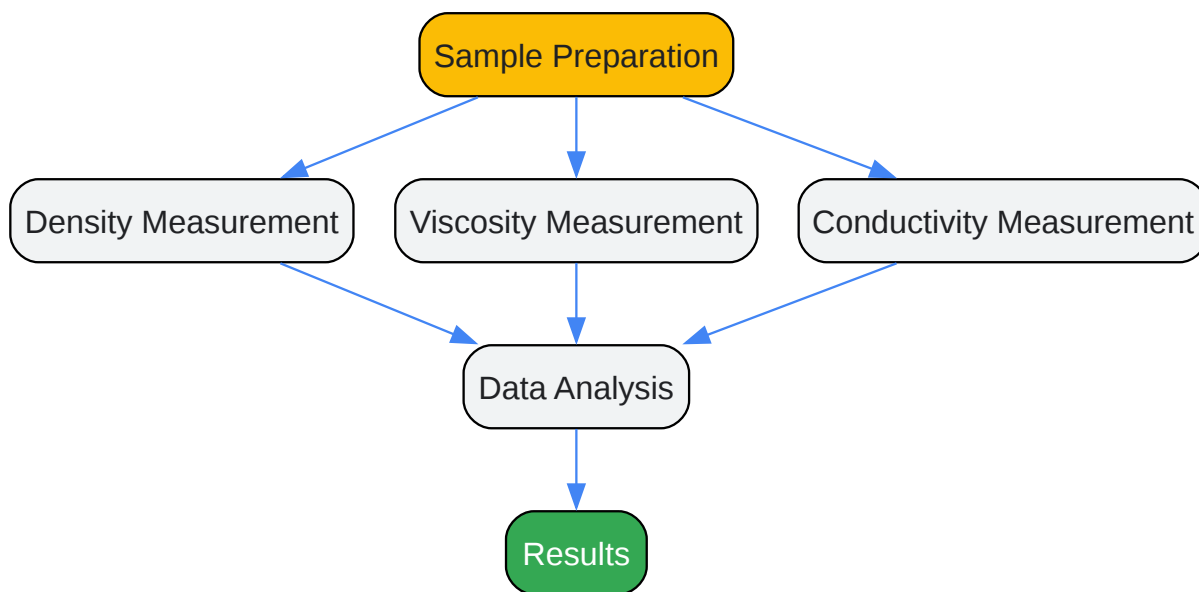 Sample Preparation
Density Measurement
Viscosity Measurement
Conductivity Measurement
Data Analysis
Results